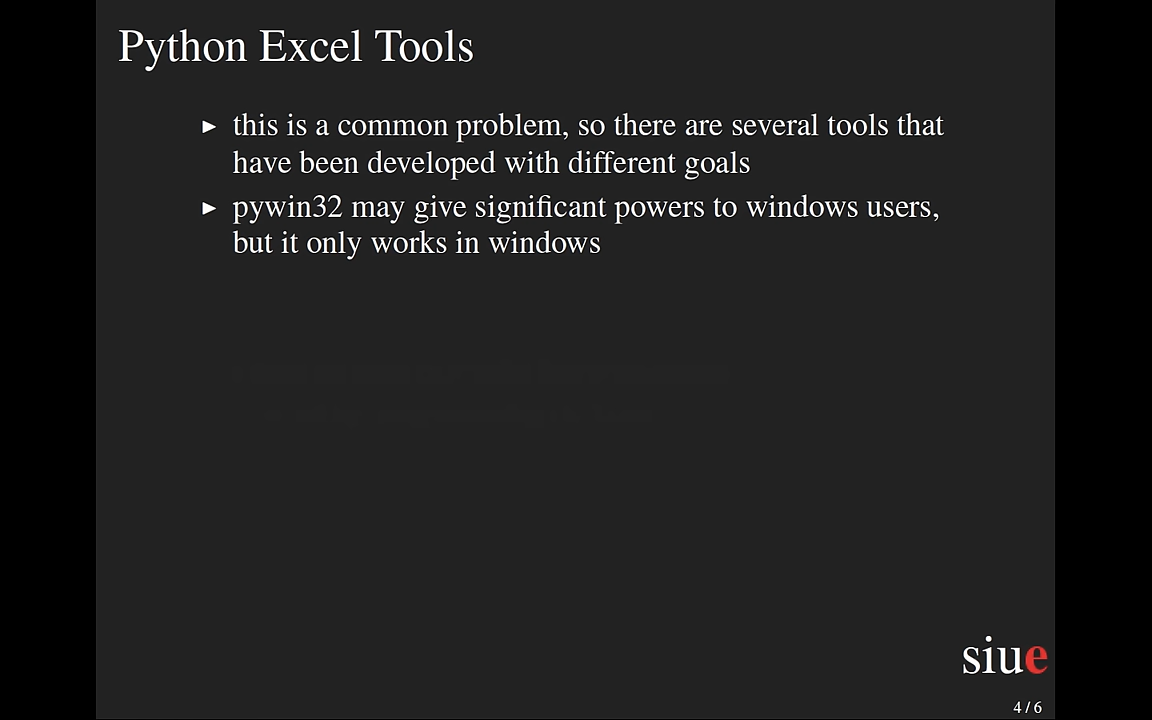 Python Excel Tools
► this is a common problem, so there are several tools that
have been developed with different goals
► pywin32 may give significant powers to windows users,
but it only works in windows
siue
4 / 6